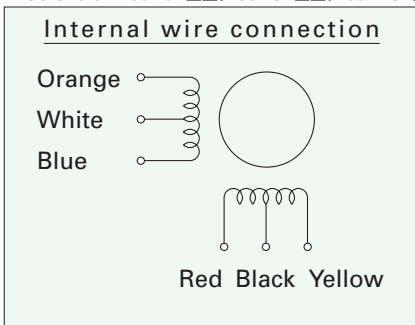 Internal wire connection
Orange
White
Blue
Red Black Yellow